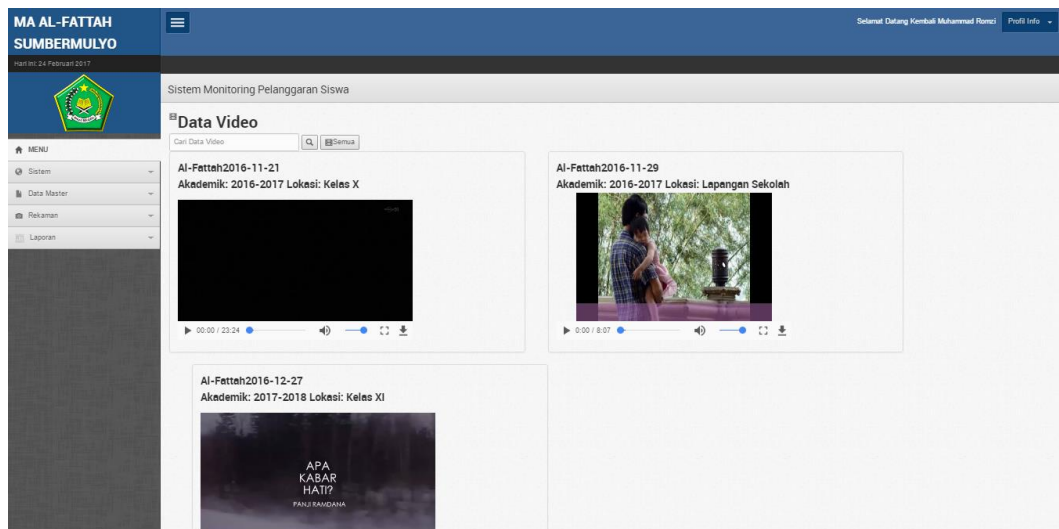 MA AL-FATTAH
SUMBERMULYO
Selamat Datang Kembali Muhammad Romzi
Profil Info
Hari Ini: 24 Februari 2017
Sistem Monitoring Pelanggaran Siswa
Data Video
Cari Data Video
Semua
MENU
Sistem
Data Master
Rekaman
Laporan
Al-Fattah2016-11-21
Akademik: 2016-2017 Lokasi: Kelas X
00:00 / 23:24
Al-Fattah2016-11-29
Akademik: 2016-2017 Lokasi: Lapangan Sekolah
0:00 / 8:07
Al-Fattah2016-12-27
Akademik: 2017-2018 Lokasi: Kelas XI
APA
KABAR
HATI?
PANJI RAMDANA